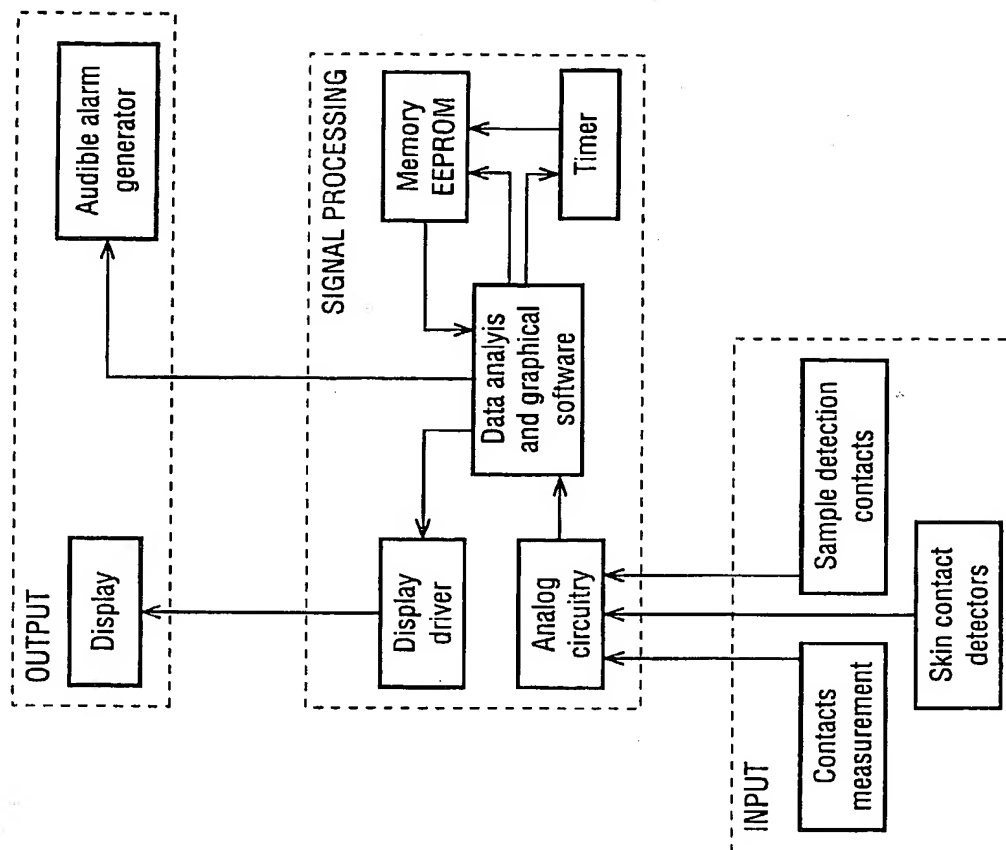 OUTPUT
Display
Audible alarm
generator
SIGNAL PROCESSING
Display
driver
Memory
EEPROM
Analog
circuitry
Data analyis
and graphical
software
Timer
INPUT
Contacts
measurement
Sample detection
contacts
Skin contact
detectors